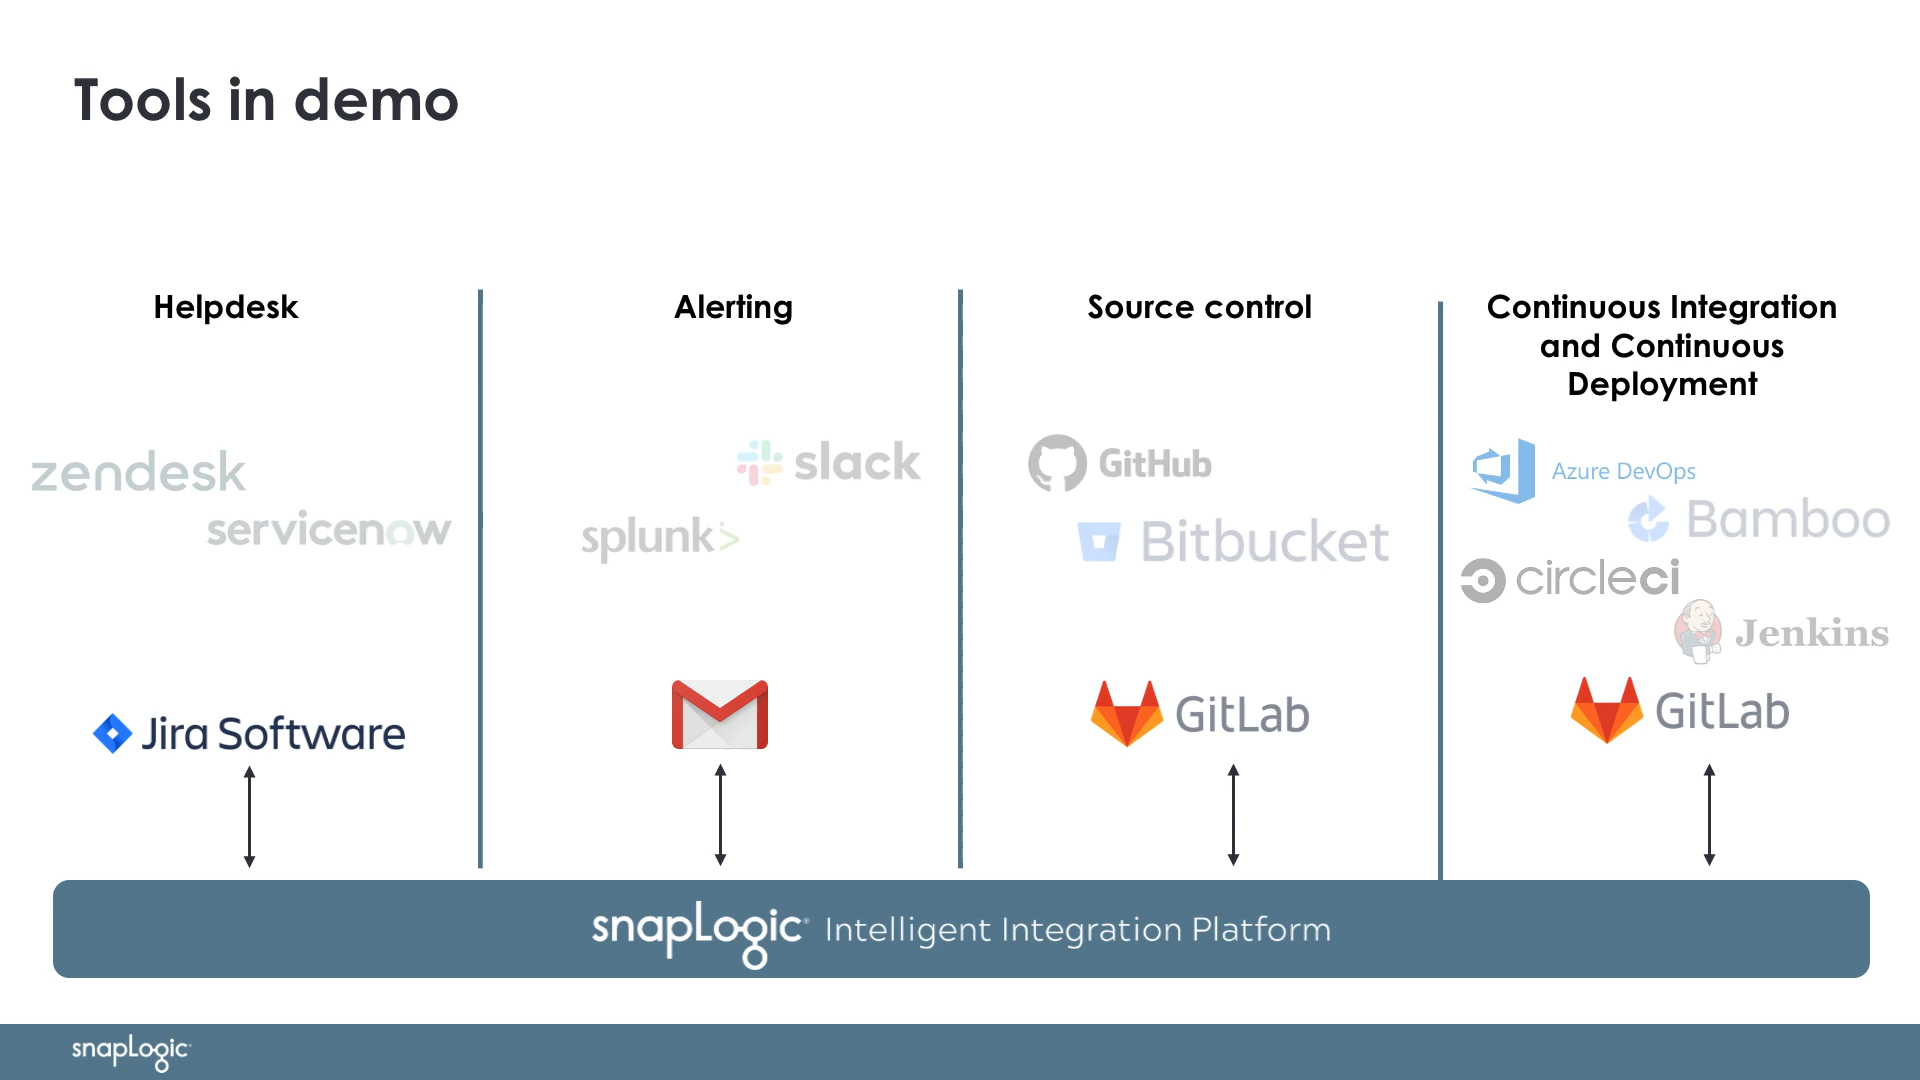 Tools in demo
Helpdesk
Alerting
Source control
Continuous Integration
and Continuous
Deployment
zendesk
servicenow
slack
splunk>
GitHub
Bitbucket
Azure DevOps
Bamboo
circleci
Jenkins
Jira Software
GitLab
GitLab
snapLogic Intelligent Integration Platform
snapLogic